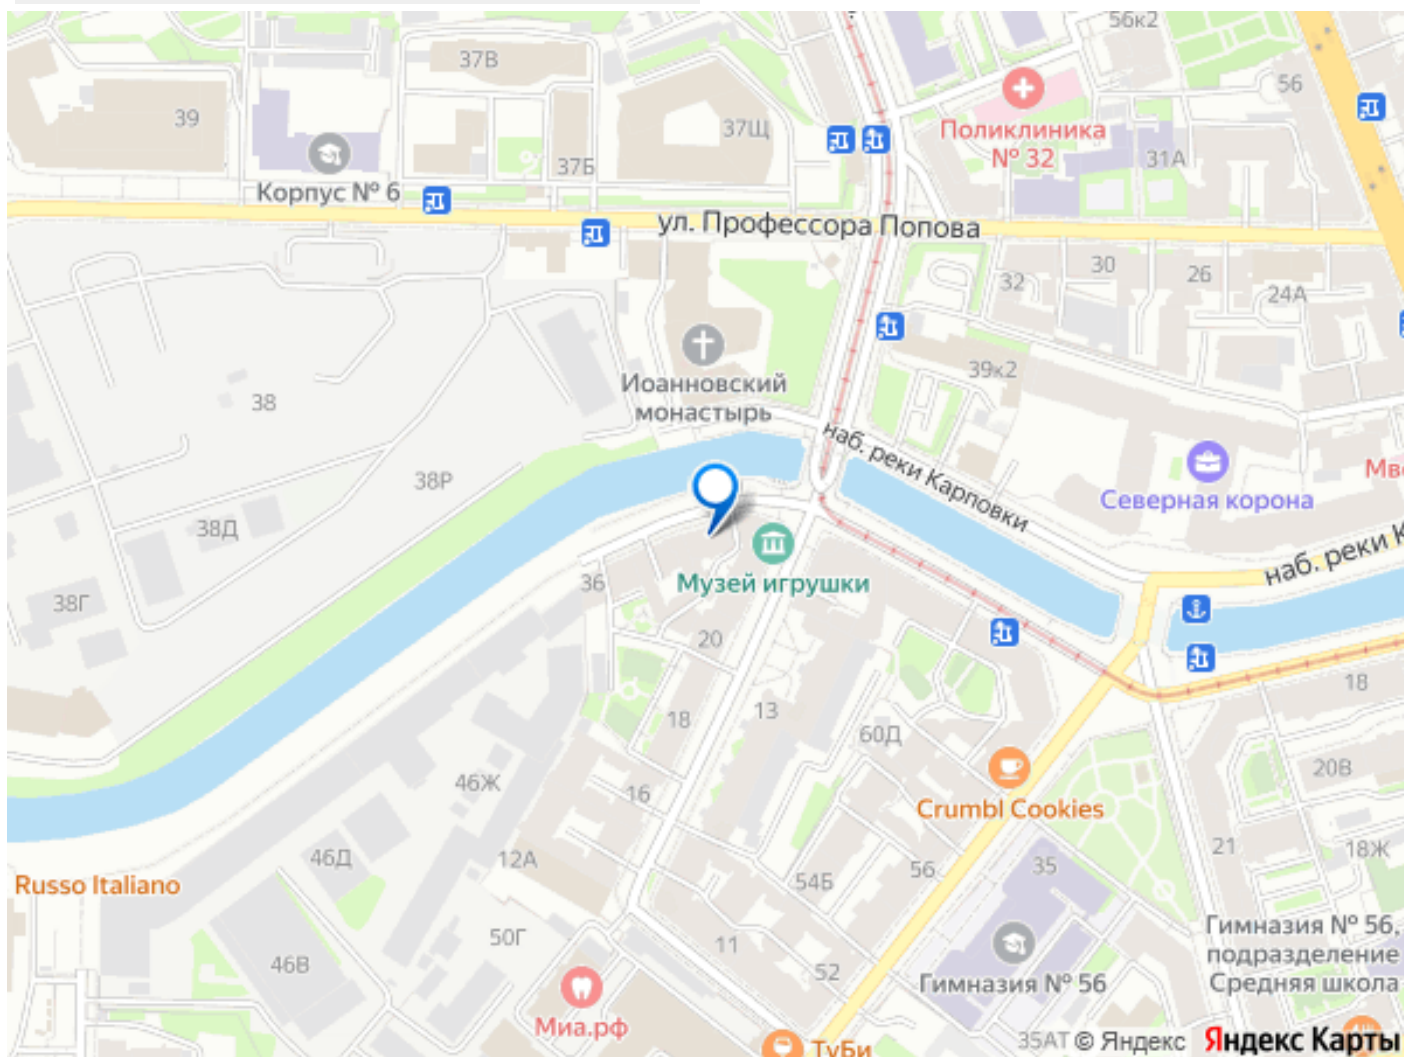 56к2
37В
56
39
37Щ
Поликлиника
№ 32
31А
37Б
Корпус № 6
ул. Профессора Попова
30
32
26
24А
39к2
Иоанновский
монастырь
38
наб. реки Карповки
38Р
Северная корона
38Д
наб. реки К
Музей игрушки
36
38Г
20
18
18
13
60Д
46Ж
20В
16
Crumbl Cookies
46Д
12А
21
18Ж
35
56
54Б
Russo Italiano
50Г
11
46В
52
Гимназия № 56
Гимназия № 56,
подразделение
Средняя школа
Миа.рф
ТуБи
35АТ
© Яндекс Яндекс Карты